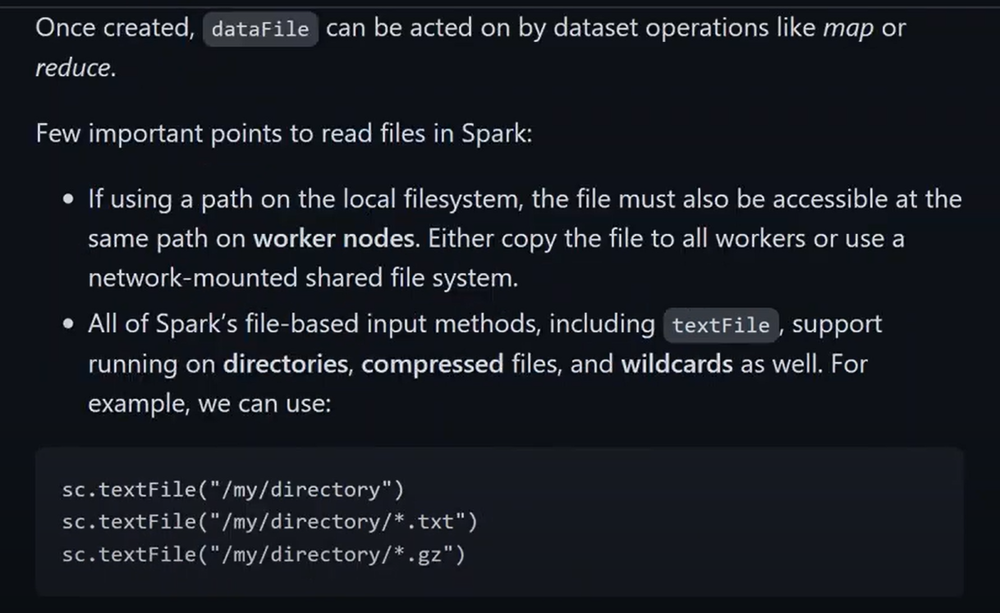 Once created, dataFile can be acted on by dataset operations like map or
reduce.
Few important points to read files in Spark:
• If using a path on the local filesystem, the file must also be accessible at the
same path on worker nodes. Either copy the file to all workers or use a
network-mounted shared file system.
• All of Spark’s file-based input methods, including textFile, support
running on directories, compressed files, and wildcards as well. For
example, we can use:
sc.textFile("/my/directory")
sc.textFile("/my/directory/*.txt")
sc.textFile("/my/directory/*.gz")